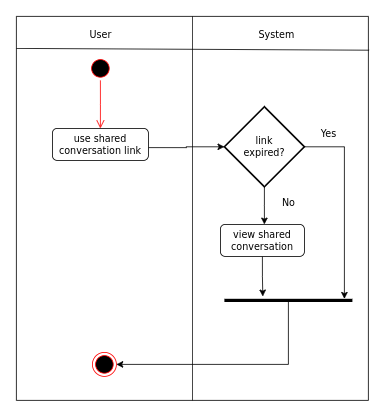 User
System
use shared
conversation link
link
expired?
Yes
No
view shared
conversation